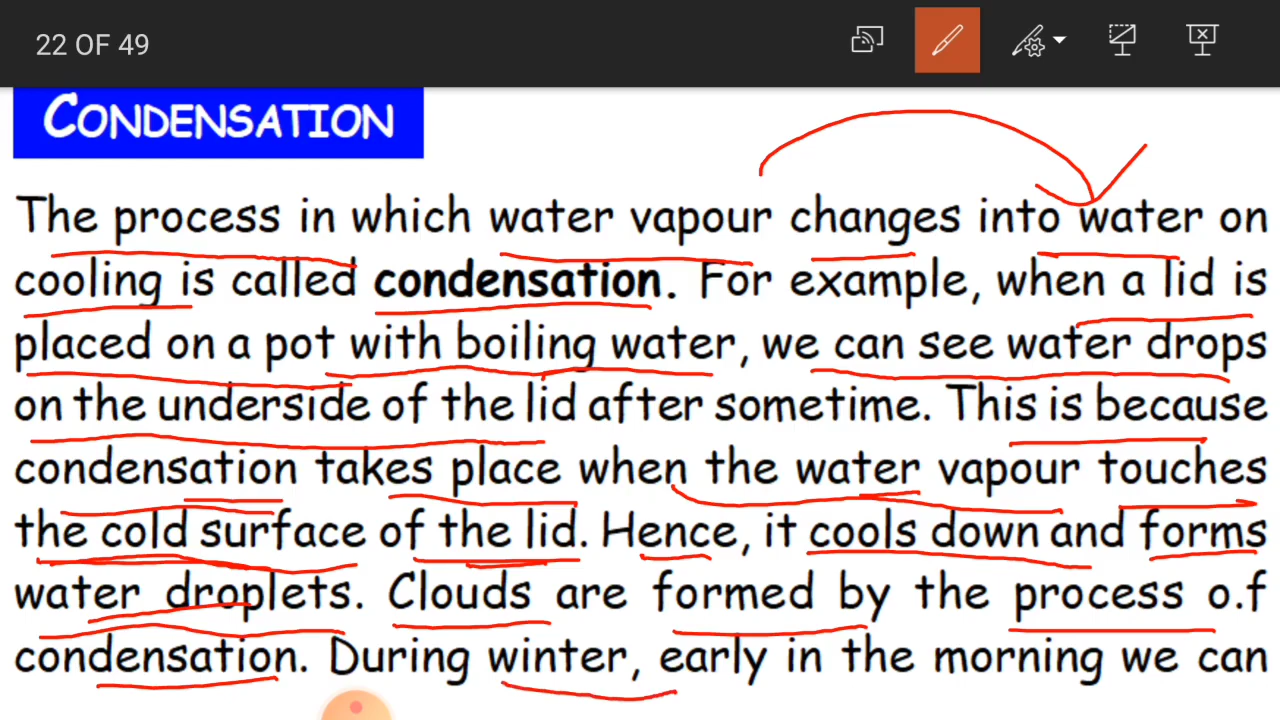 22 OF 49
CONDENSATION
The process in which water vapour changes into water on
cooling is called condensation. For example, when a lid is
placed on a pot with boiling water, we can see water drops
on the underside of the lid after sometime. This is because
condensation takes place when the water vapour touches
the cold surface of the lid. Hence, it cools down and forms
water droplets. Clouds are formed by the process o.f
condensation. During winter, early in the morning we can